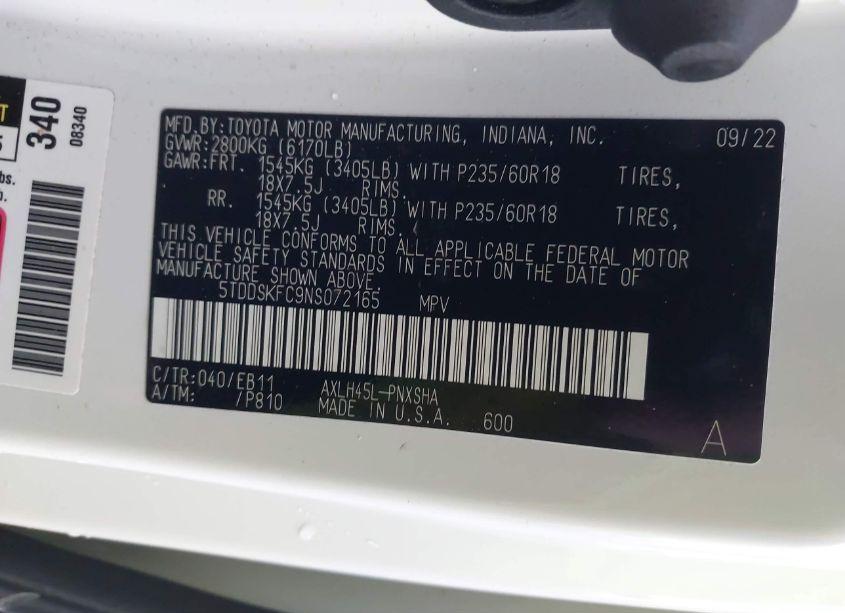 T
5
bs.
b.
340
08340
MFD.BY:TOYOTA MOTOR MANUFACTURING, INDIANA, INC. 09/22
GVWR:2800KG (6170LB)
GAWR:FRT. 1545KG (3405LB) WITH P235/60R18 TIRES,
18X7.5J RIMS.
RR. 1545KG (3405LB) WITH P235/60R18 TIRES,
18X7.5J RIMS.
THIS VEHICLE CONFORMS TO ALL APPLICABLE FEDERAL MOTOR
VEHICLE SAFETY STANDARDS IN EFFECT ON THE DATE OF
MANUFACTURE SHOWN ABOVE.
5TDDSKFC9NS072165 MPV
C/TR:040/EB11 AXLH45L-PNXSHA
A/TM: /P810 MADE IN U.S.A. 600
A